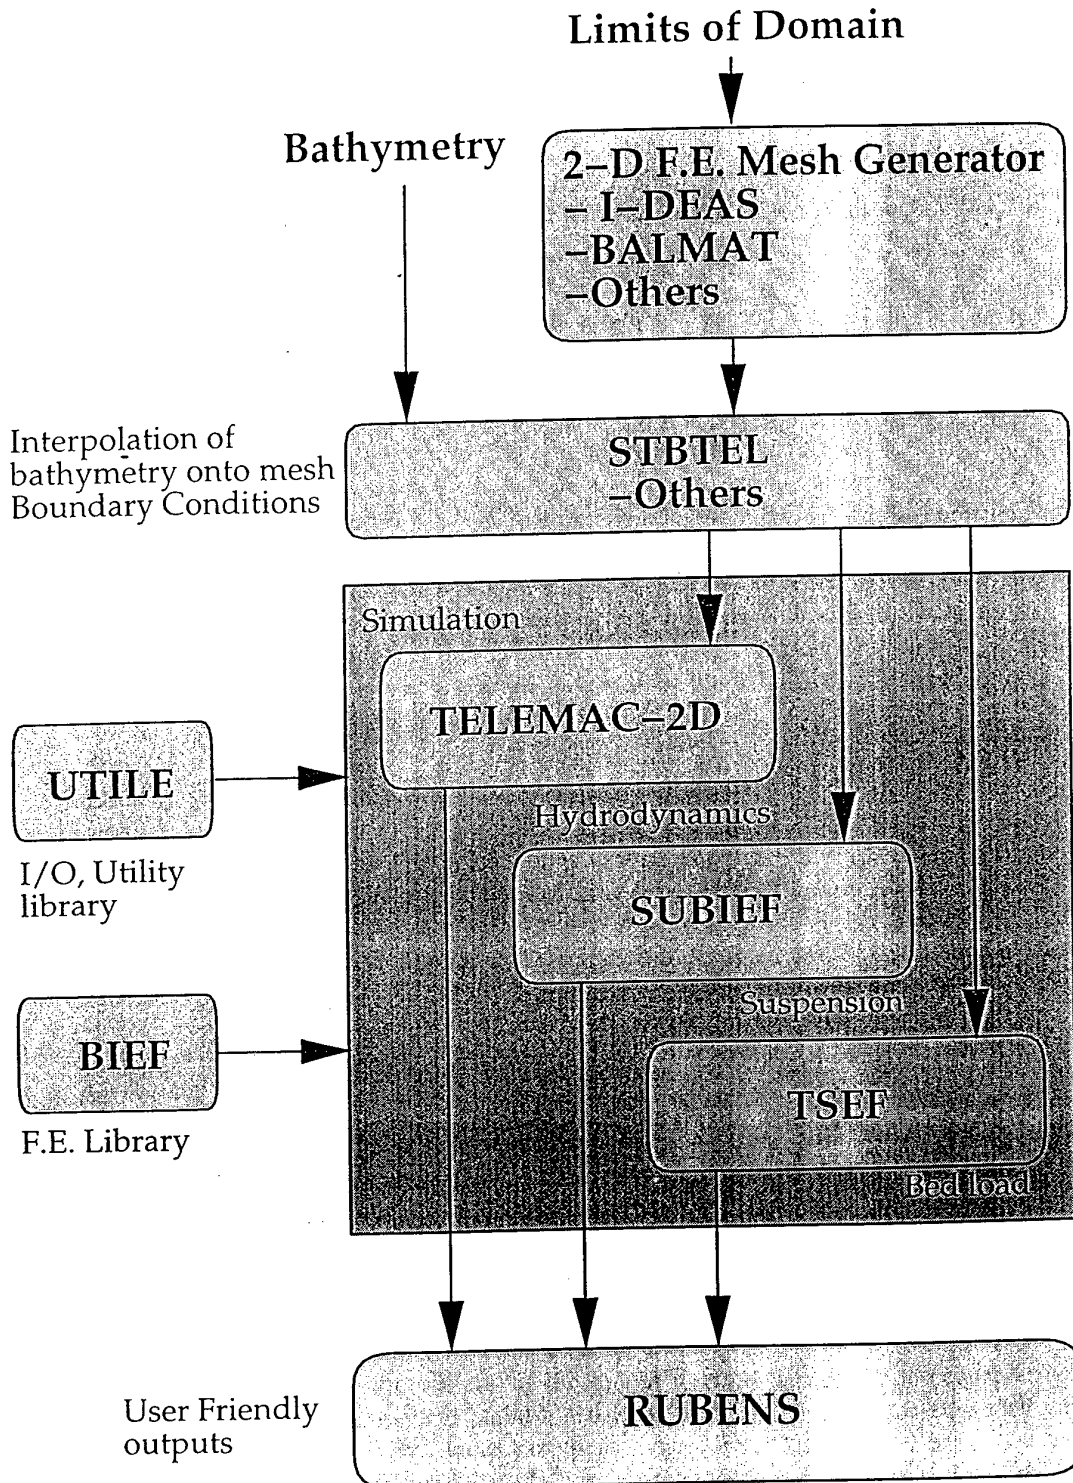 Limits of Domain
Bathymetry
2-D F.E. Mesh Generator
- I-DEAS
-BALMAT
-Others
Interpolation of
bathymetry onto mesh
Boundary Conditions
STBTEL
-Others
Simulation
TELEMAC-2D
Hydrodynamics
UTILE
I/O, Utility
library
SUBIEF
Suspension
BIEF
F.E. Library
TSEF
Bed load
RUBENS
User Friendly
outputs